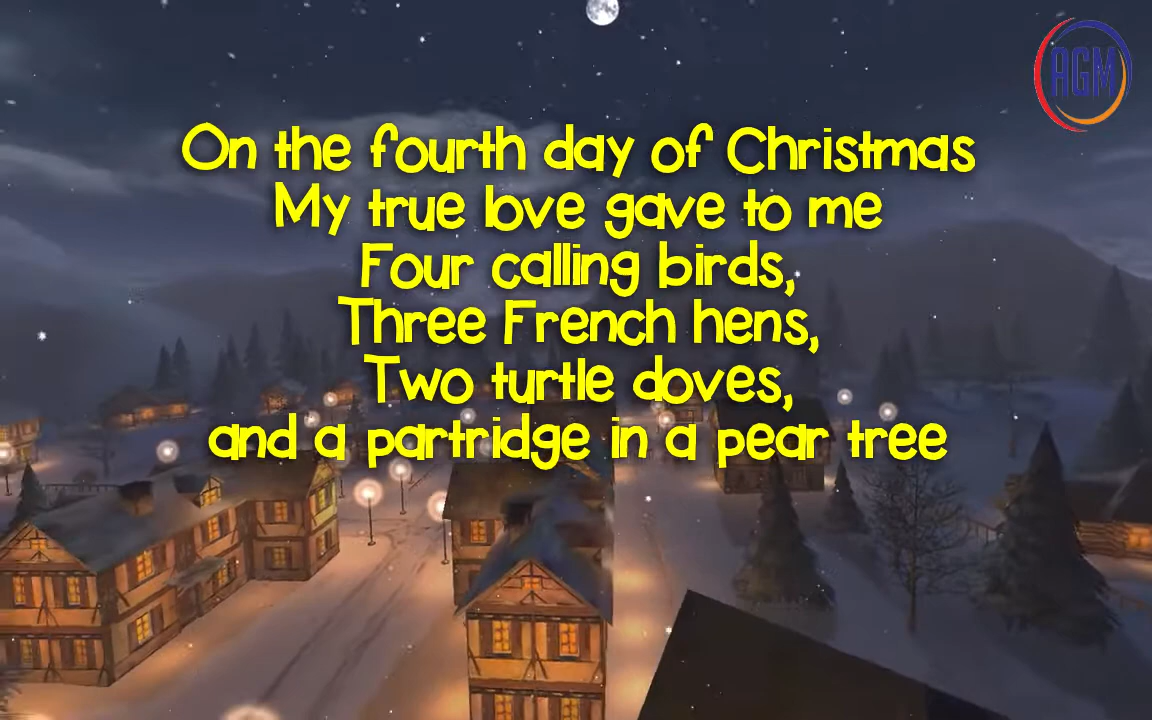 AGM
On the fourth day of Christmas
My true love gave to me
Four calling birds,
Three French hens,
Two turtle doves,
and a partridge in a pear tree